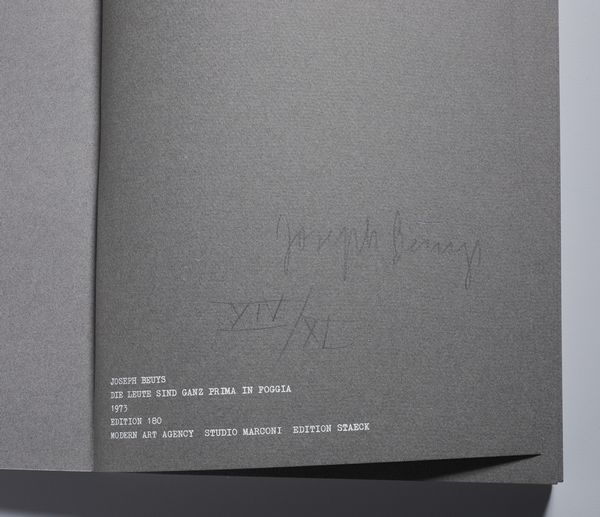 Joseph Beuys
XIV/XL
JOSEPH BEUYS
DIE LEUTE SIND GANZ PRIMA IN FOGGIA
1973
EDITION 180
MODERN ART AGENCY STUDIO MARCONI EDITION STAECK